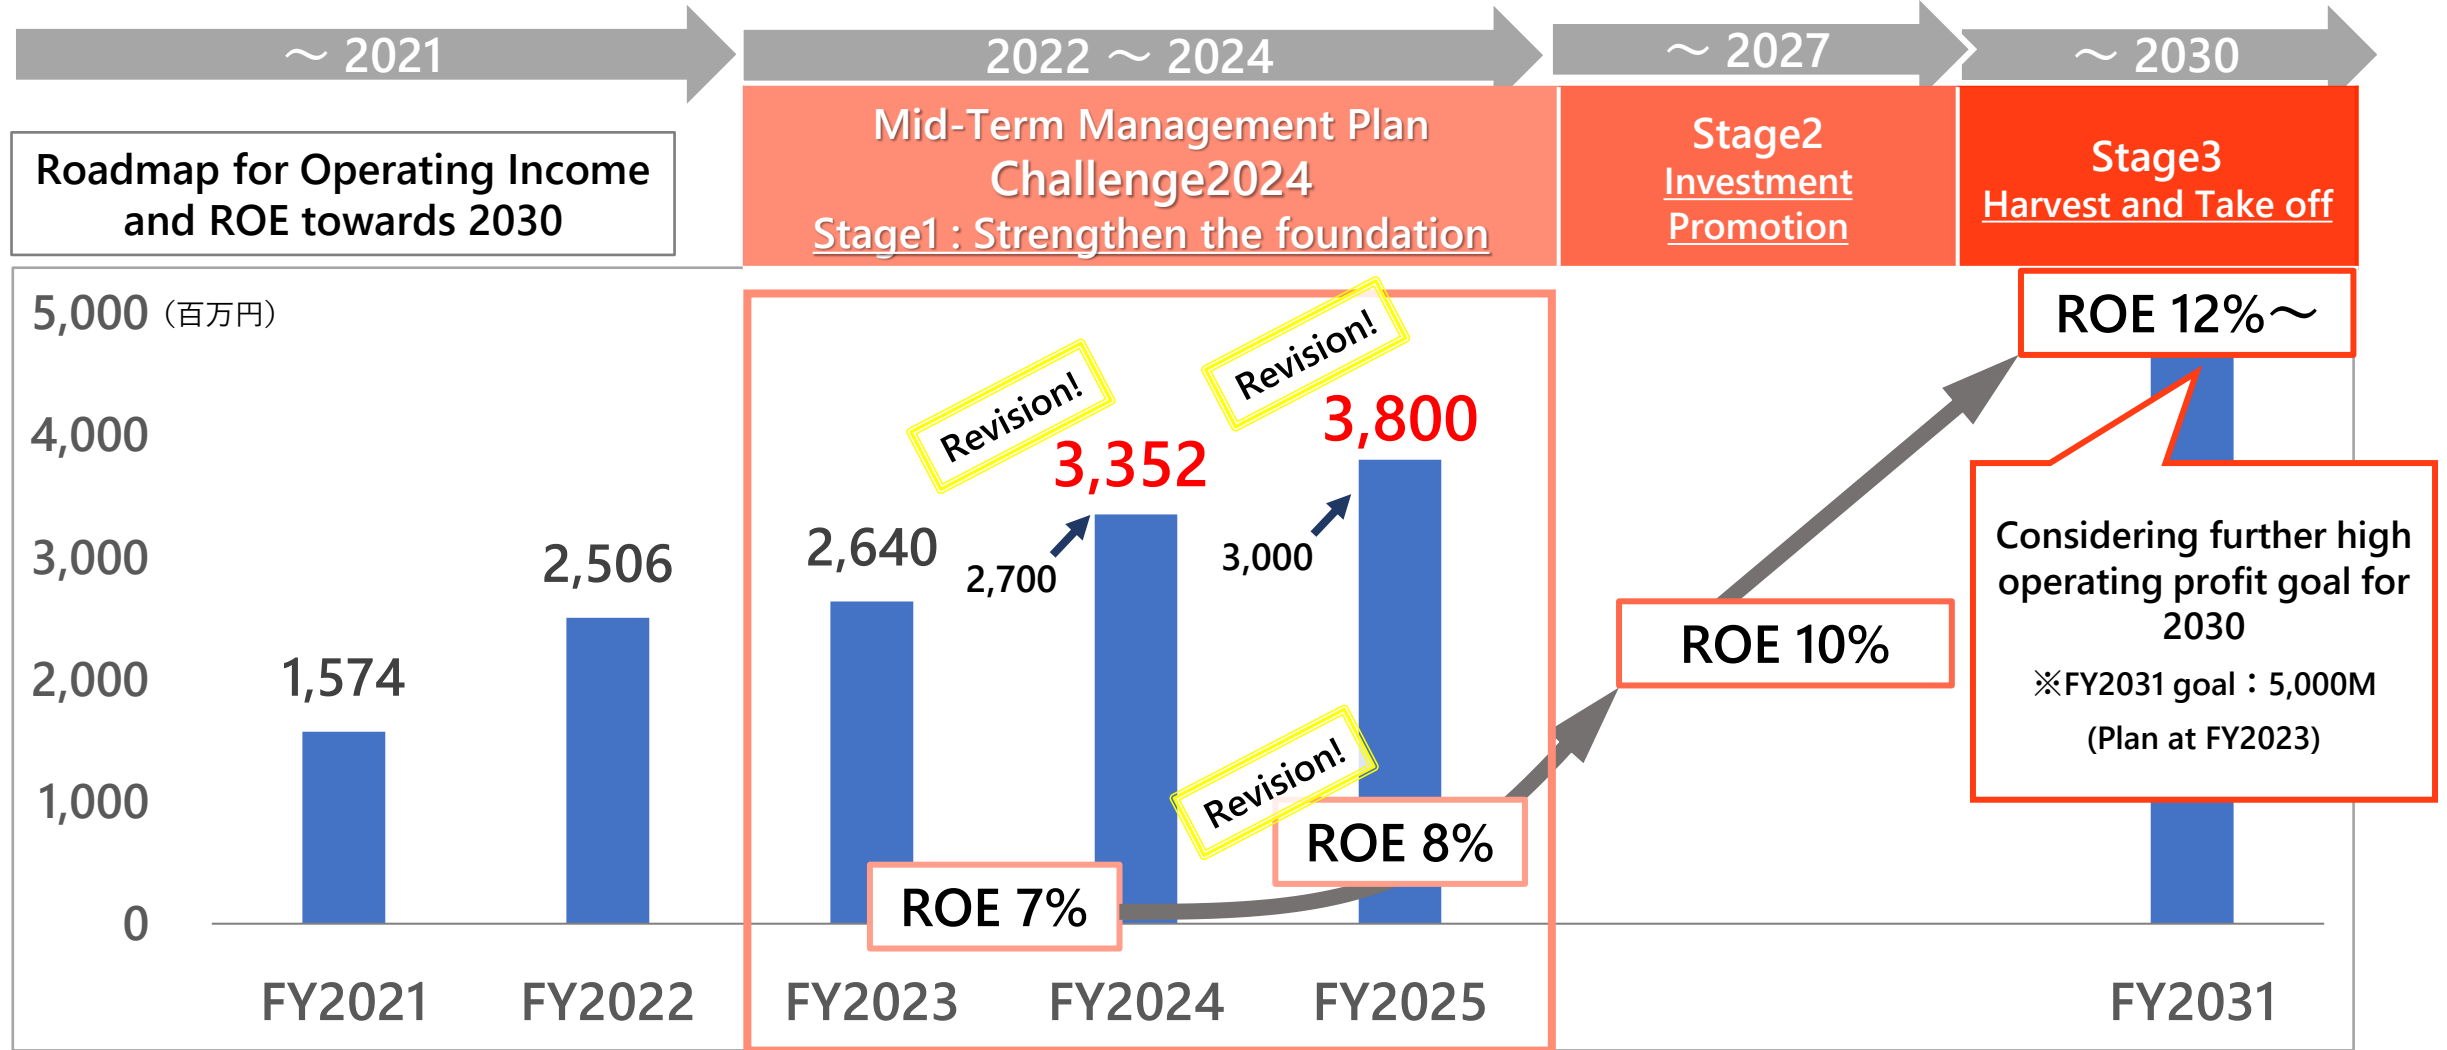 ～ 2021
2022 ～ 2024
～ 2027
～ 2030
Roadmap for Operating Income
and ROE towards 2030
Mid-Term Management Plan
Challenge2024
Stage1 : Strengthen the foundation
Stage2
Investment
Promotion
Stage3
Harvest and Take off
5,000 （百万円）
4,000
3,000
2,000
1,000
0
1,574
2,506
2,640
Revision!
3,352
2,700
Revision!
3,800
3,000
Revision!
ROE 7%
ROE 8%
ROE 10%
ROE 12%～
Considering further high
operating profit goal for
2030
※FY2031 goal：5,000M
(Plan at FY2023)
FY2021
FY2022
FY2023
FY2024
FY2025
FY2031